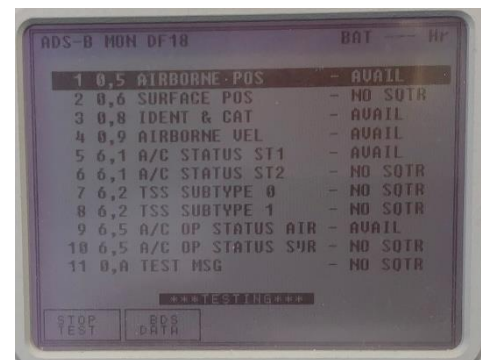 ADS-B MON DF18 BAT --- Hr
1 0,5 AIRBORNE POS - AVAIL
2 0,6 SURFACE POS - NO SQTR
3 0,8 IDENT & CAT - AVAIL
4 0,9 AIRBORNE VEL - AVAIL
5 6,1 A/C STATUS ST1 - AVAIL
6 6,1 A/C STATUS ST2 - NO SQTR
7 6,2 TSS SUBTYPE 0 - NO SQTR
8 6,2 TSS SUBTYPE 1 - NO SQTR
9 6,5 A/C OP STATUS AIR - AVAIL
10 6,5 A/C OP STATUS SUR - NO SQTR
11 0,A TEST MSG - NO SQTR
***TESTING***
STOP TEST
BDS DATA